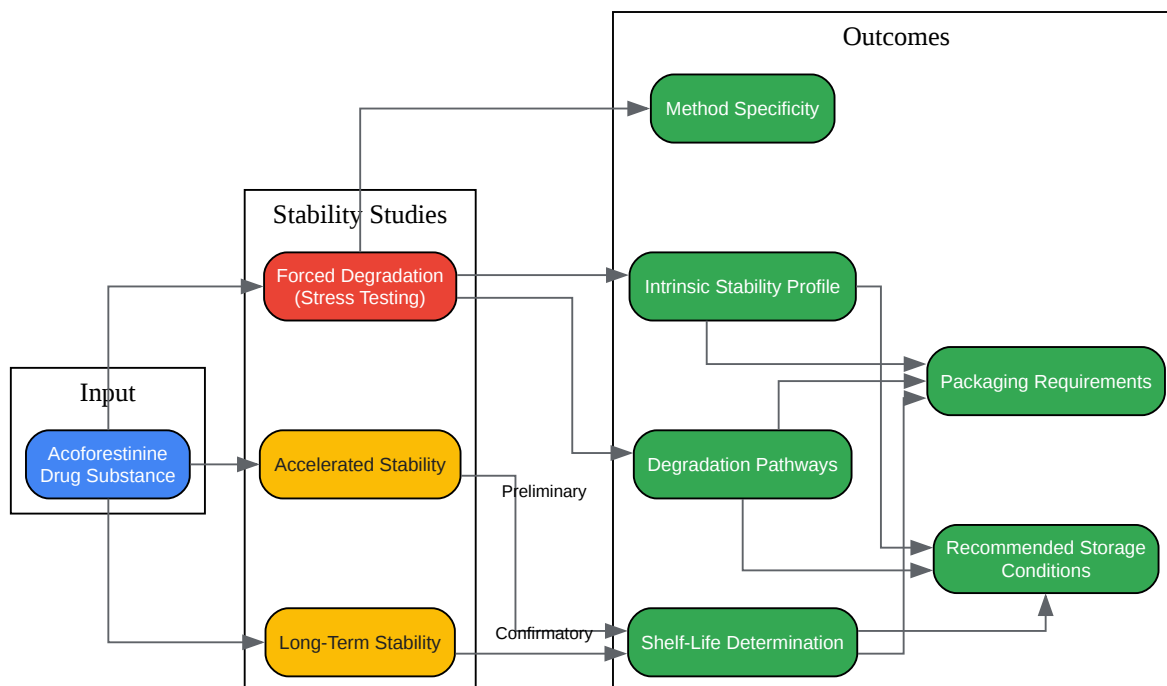 Outcomes
Method Specificity
Stability Studies
Forced Degradation
(Stress Testing)
Intrinsic Stability Profile
Input
Packaging Requirements
Acoforestinine
Drug Substance
Accelerated Stability
Preliminary
Degradation Pathways
Recommended Storage
Conditions
Long-Term Stability
Confirmatory
Shelf-Life Determination